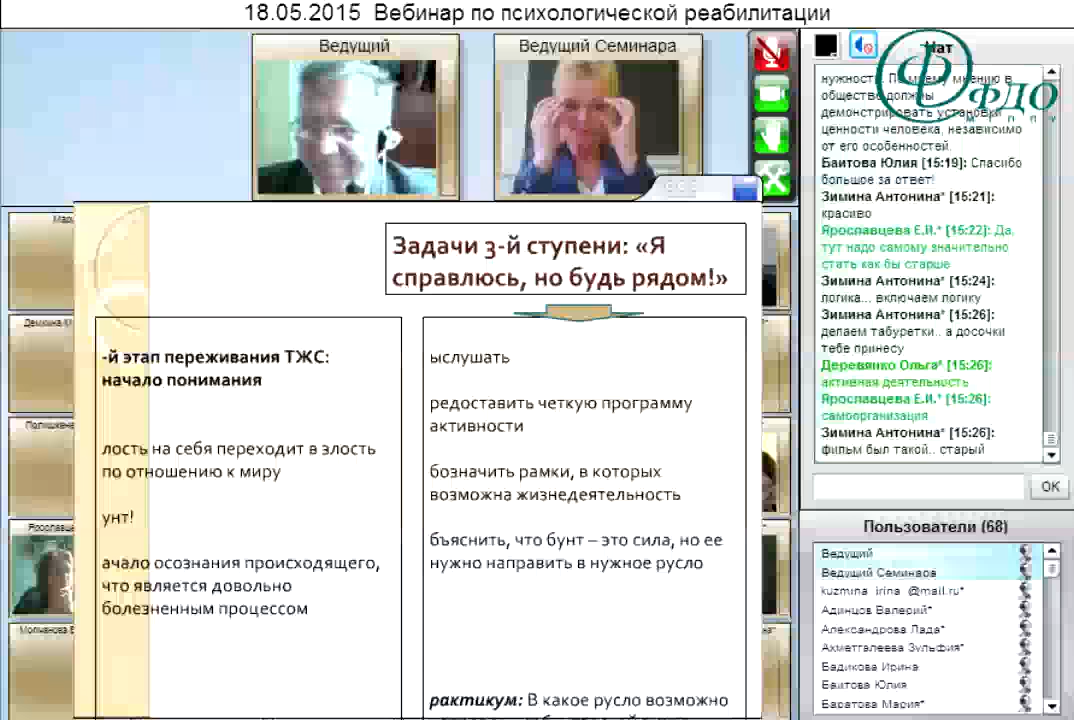 18.05.2015 Вебинар по психологической реабилитации
Ведущий
Ведущий Семинара
Чат
ФДО
нужность. По моему мнению в
обществе должны
демонстрировать установки
ценности человека, независимо
от его особенностей.
Баитова Юлия [15:19]: Спасибо
большое за ответ!
Зимина Антонина* [15:21]:
красиво
Ярославцева Е.И.* [15:22]: Да,
тут надо самому значительно
стать как бы старше
Зимина Антонина* [15:24]:
логика... включаем логику
Зимина Антонина* [15:26]:
делаем табуретки.. а досочки
тебе принесу
Деревянко Ольга* [15:26]:
активная деятельность
Ярославцева Е.И.* [15:26]:
самоорганизация
Зимина Антонина* [15:26]:
фильм был такой.. старый
OK
Пользователи (68)
Ведущий
Ведущий Семинара
kuzmina_irina_@mail.ru*
Адинцов Валерий*
Александрова Лада*
Ахметгалеева Зульфия*
Бадикова Ирина
Баитова Юлия
Баратова Мария*
Задачи 3-й ступени: «Я
справлюсь, но будь рядом!»
-й этап переживания ТЖС:
начало понимания
лость на себя переходит в злость
по отношению к миру
унт!
ачало осознания происходящего,
что является довольно
болезненным процессом
ыслушать
редоставить четкую программу
активности
бозначить рамки, в которых
возможна жизнедеятельность
бъяснить, что бунт – это сила, но ее
нужно направить в нужное русло
рактикум: В какое русло возможно